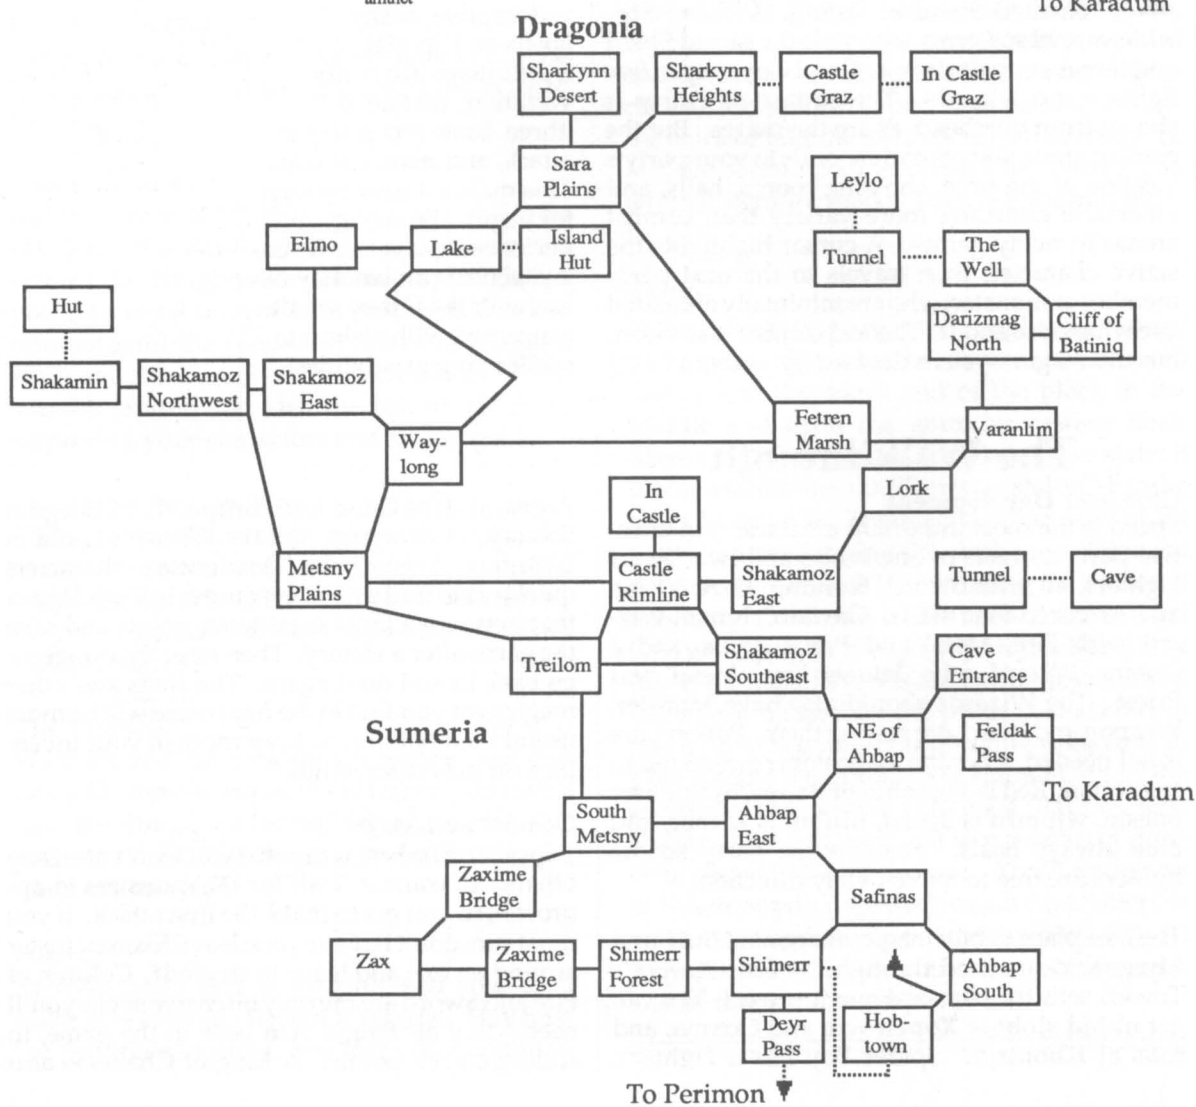 amulet
To Karadum
Dragonia
Sharkynn
Desert
Sharkynn
Heights
Castle
Graz
In Castle
Graz
Sara
Plains
Leylo
Elmo
Lake
Island
Hut
Tunnel
The
Well
Hut
Darizmag
North
Cliff of
Batiniq
Shakamin
Shakamoz
Northwest
Shakamoz
East
Way-
long
Fetren
Marsh
Varanlim
Lork
In
Castle
Metsny
Plains
Castle
Rimline
Shakamoz
East
Tunnel
Cave
Treilom
Shakamoz
Southeast
Cave
Entrance
Sumeria
NE of
Ahbap
Feldak
Pass
To Karadum
South
Metsny
Ahbap
East
Zaxime
Bridge
Safinas
Zax
Zaxime
Bridge
Shimerr
Forest
Shimerr
Ahbap
South
Deyr
Pass
Hob-
town
To Perimon